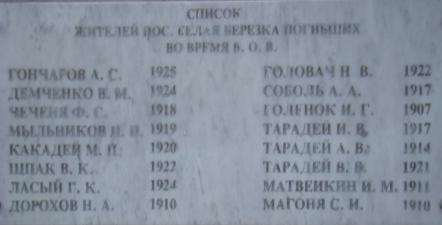 СПИСОК
ЖИТЕЛЕЙ ПОС. БЕЛАЯ БЕРЕЗКА ПОГИБШИХ
ВО ВРЕМЯ В. О. В.
ГОНЧАРОВ А. С. 1925
ДЕМЧЕНКО В. М. 1924
ЧЕЧЕНЯ Ф. С. 1918
МЫЛЬНИКОВ И. П. 1919
КАКАДЕЙ М. П. 1920
ШПАК В. К. 1922
ЛАСЫЙ Г. К. 1924
ДОРОХОВ Н. А. 1910
ГОЛОВАЧ Н В. 1922
СОБОЛЬ А. А. 1917
ГОЛЕНОК И. Г. 1907
ТАРАДЕЙ И. В. 1917
ТАРАДЕЙ А. В. 1914
ТАРАДЕЙ В. В. 1921
МАТВЕИКИН И. М. 1911
МАГОНЯ С. И. 1910